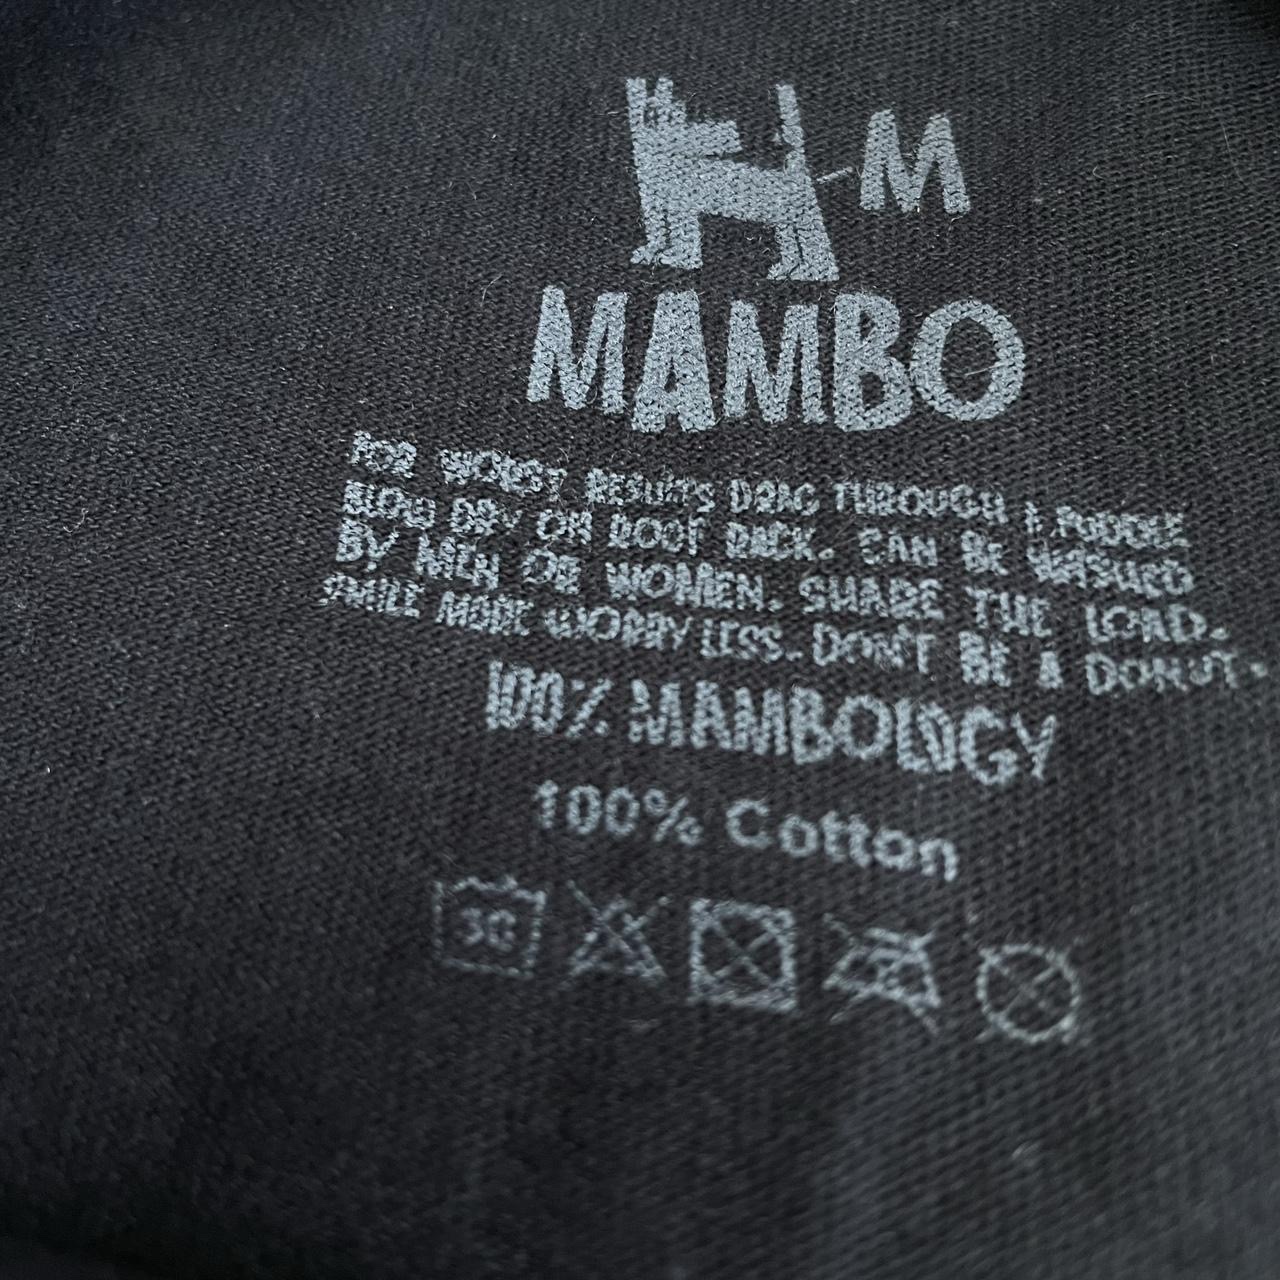 M
MAMBO
FOR WORST RESULTS DRAG THROUGH A PUDDLE
BLOW DRY OR ROOF RACK. CAN BE WASHED
BY MEN OR WOMEN. SHARE THE LOAD.
SMILE MORE WORRY LESS. DON'T BE A DONUT.
100% MAMBOLOGY
100% Cotton
30